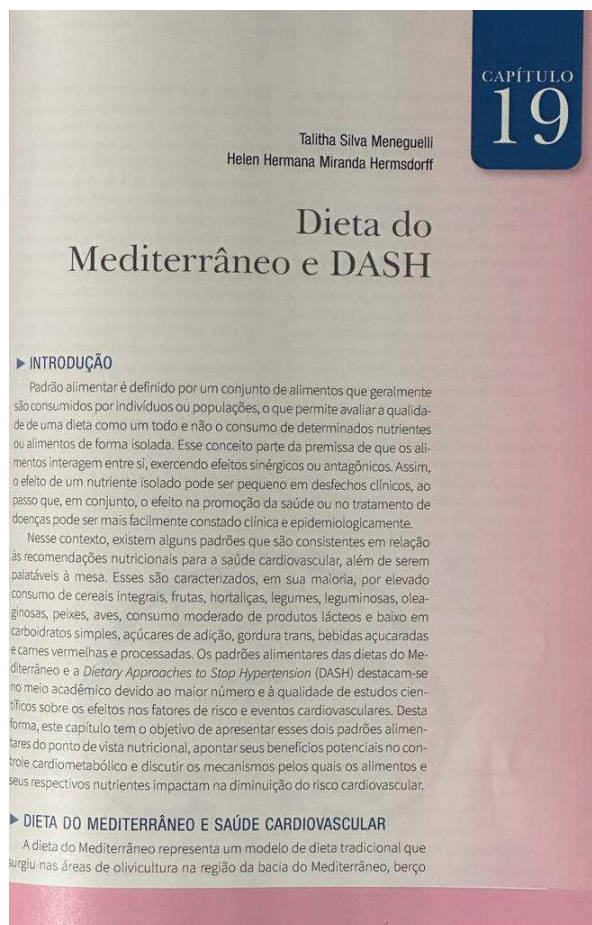 CAPÍTULO
19
Talitha Silva Meneguelli
Helen Hermana Miranda Hermsdorff
Dieta do
Mediterrâneo e DASH
▶ INTRODUÇÃO
Padrão alimentar é definido por um conjunto de alimentos que geralmente
são consumidos por indivíduos ou populações, o que permite avaliar a qualida-
de de uma dieta como um todo e não o consumo de determinados nutrientes
ou alimentos de forma isolada. Esse conceito parte da premissa de que os ali-
mentos interagem entre si, exercendo efeitos sinérgicos ou antagônicos. Assim,
o efeito de um nutriente isolado pode ser pequeno em desfechos clínicos, ao
passo que, em conjunto, o efeito na promoção da saúde ou no tratamento de
doenças pode ser mais facilmente constado clínica e epidemiologicamente.
Nesse contexto, existem alguns padrões que são consistentes em relação
às recomendações nutricionais para a saúde cardiovascular, além de serem
palatáveis à mesa. Esses são caracterizados, em sua maioria, por elevado
consumo de cereais integrais, frutas, hortaliças, legumes, leguminosas, olea-
ginosas, peixes, aves, consumo moderado de produtos lácteos e baixo em
carboidratos simples, açúcares de adição, gordura trans, bebidas açucaradas
e carnes vermelhas e processadas. Os padrões alimentares das dietas do Me-
diterrâneo e a Dietary Approaches to Stop Hypertension (DASH) destacam-se
no meio acadêmico devido ao maior número e à qualidade de estudos cien-
tíficos sobre os efeitos nos fatores de risco e eventos cardiovasculares. Desta
forma, este capítulo tem o objetivo de apresentar esses dois padrões alimen-
tares do ponto de vista nutricional, apontar seus benefícios potenciais no con-
trole cardiometabólico e discutir os mecanismos pelos quais os alimentos e
seus respectivos nutrientes impactam na diminuição do risco cardiovascular.
▶ DIETA DO MEDITERRÂNEO E SAÚDE CARDIOVASCULAR
A dieta do Mediterrâneo representa um modelo de dieta tradicional que
surgiu nas áreas de olivicultura na região da bacia do Mediterrâneo, berço